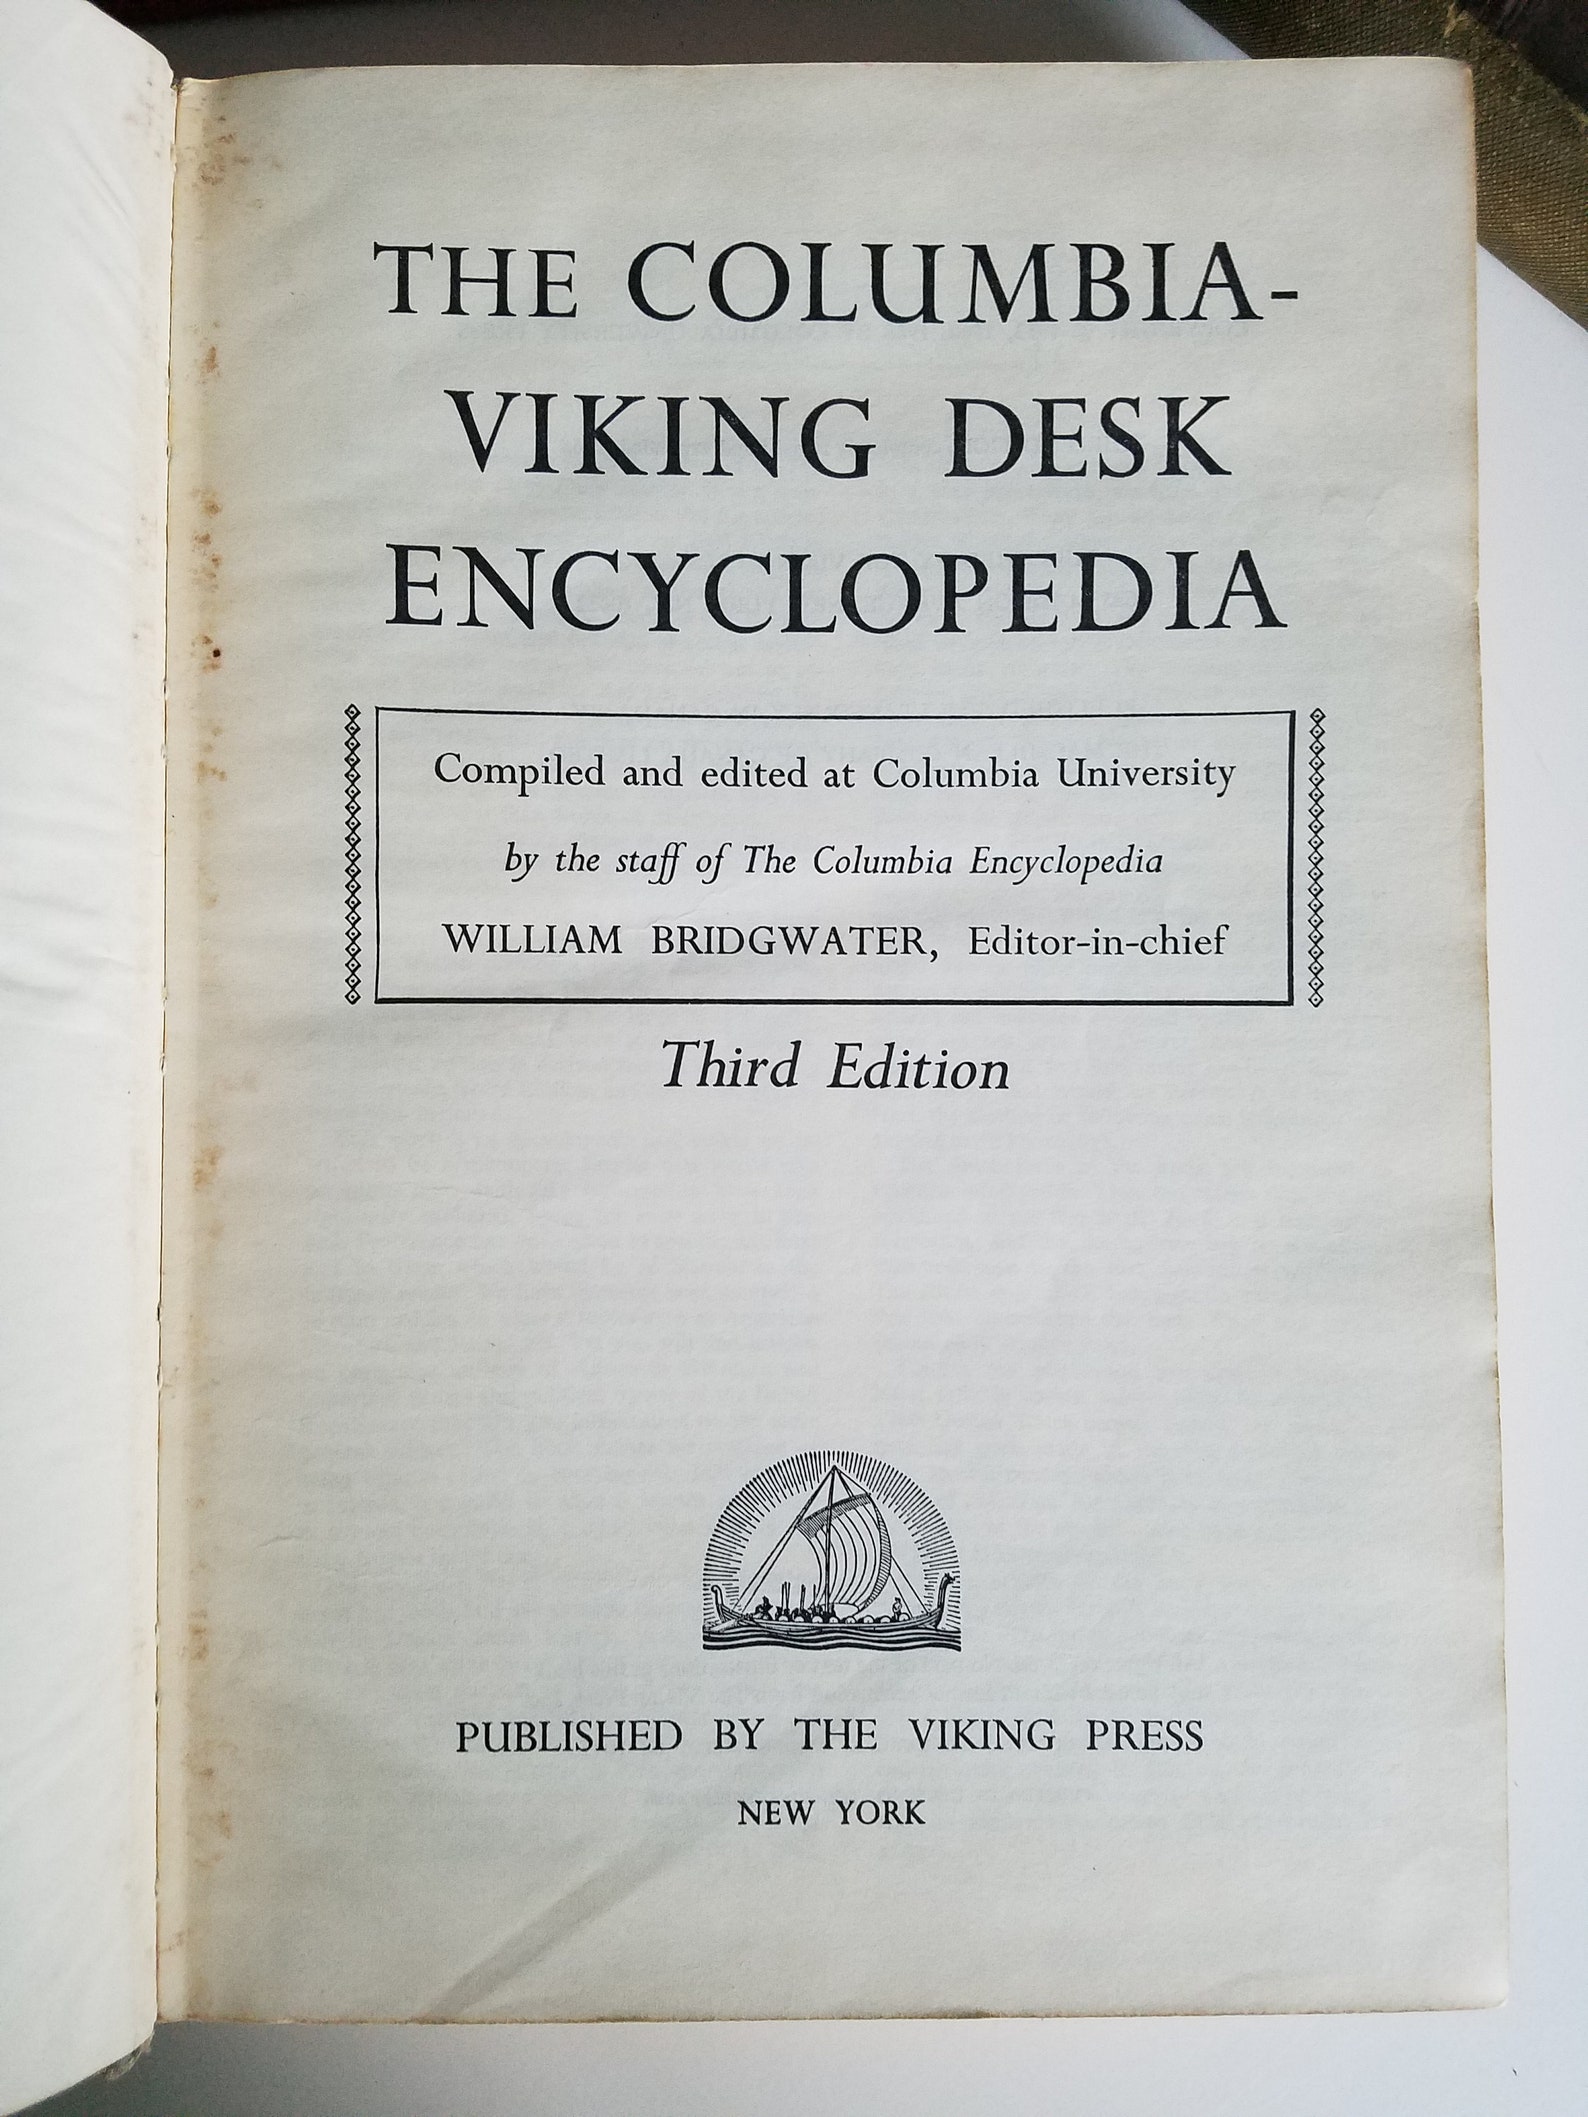 THE COLUMBIA-
VIKING DESK
ENCYCLOPEDIA
Compiled and edited at Columbia University
by the staff of The Columbia Encyclopedia
WILLIAM BRIDGWATER, Editor-in-chief
Third Edition
PUBLISHED BY THE VIKING PRESS
NEW YORK